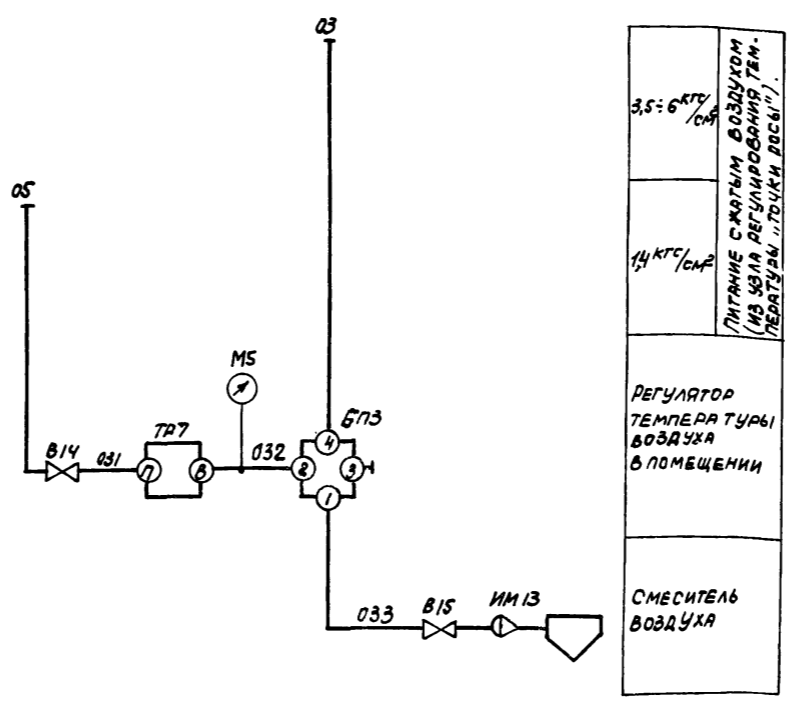 03
05
М5
БПЗ
ТР7
В14
031
П
В
032
4
2
3
1
033
В15
ИМ13
3,5÷6 кгс/см²
1,4 кгс/см²
Питание сжатым воздухом
(из узла регулирования тем-
пературы „точки росы").
Регулятор
температуры
воздуха
в помещении
Смеситель
воздуха